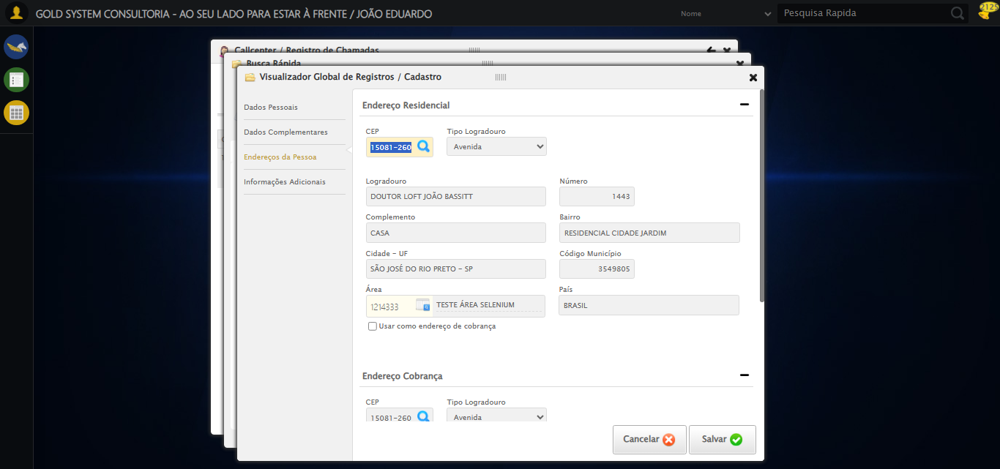 GOLD SYSTEM CONSULTORIA - AO SEU LADO PARA ESTAR À FRENTE / JOÃO EDUARDO
Nome
Pesquisa Rapida
2125
Callcenter / Registro de Chamadas
Busca Rápida
Visualizador Global de Registros / Cadastro
Dados Pessoais
Dados Complementares
Endereços da Pessoa
Informações Adicionais
Endereço Residencial
CEP Tipo Logradouro
15081-260 Avenida
Logradouro Número
DOUTOR LOFT JOÃO BASSITT 1443
Complemento Bairro
CASA RESIDENCIAL CIDADE JARDIM
Cidade - UF Código Município
SÃO JOSÉ DO RIO PRETO - SP 3549805
Área País
1214333 TESTE ÁREA SELENIUM BRASIL
Usar como endereço de cobrança
Endereço Cobrança
CEP Tipo Logradouro
15081-260 Avenida
Cancelar Salvar